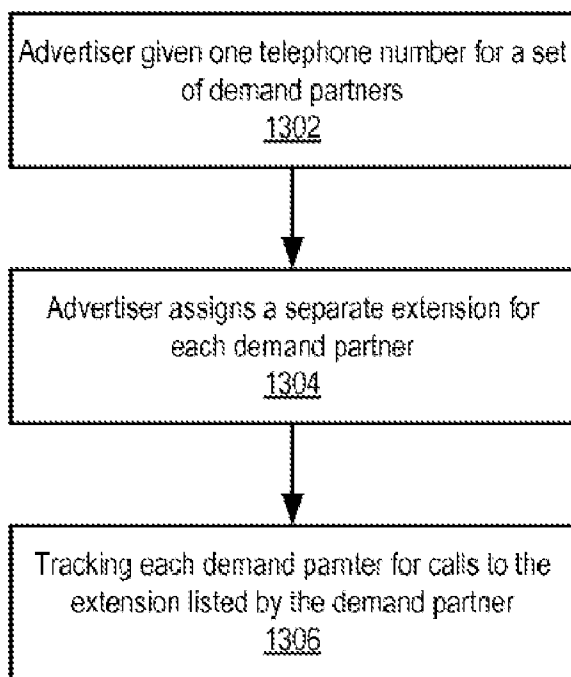 Advertiser given one telephone number for a set
of demand partners
1302
Advertiser assigns a separate extension for
each demand partner
1304
Tracking each demand pamter for calls to the
extension listed by the demand partner
1306